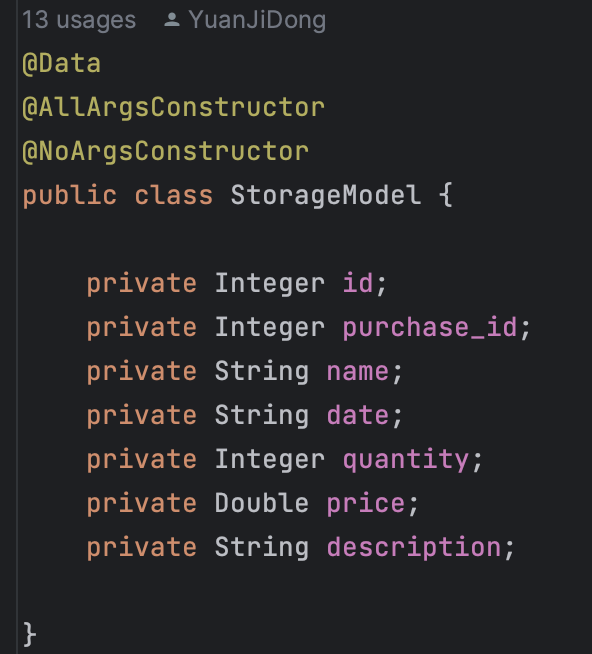 13 usages YuanJiDong
@Data
@AllArgsConstructor
@NoArgsConstructor
public class StorageModel {
private Integer id;
private Integer purchase_id;
private String name;
private String date;
private Integer quantity;
private Double price;
private String description;
}